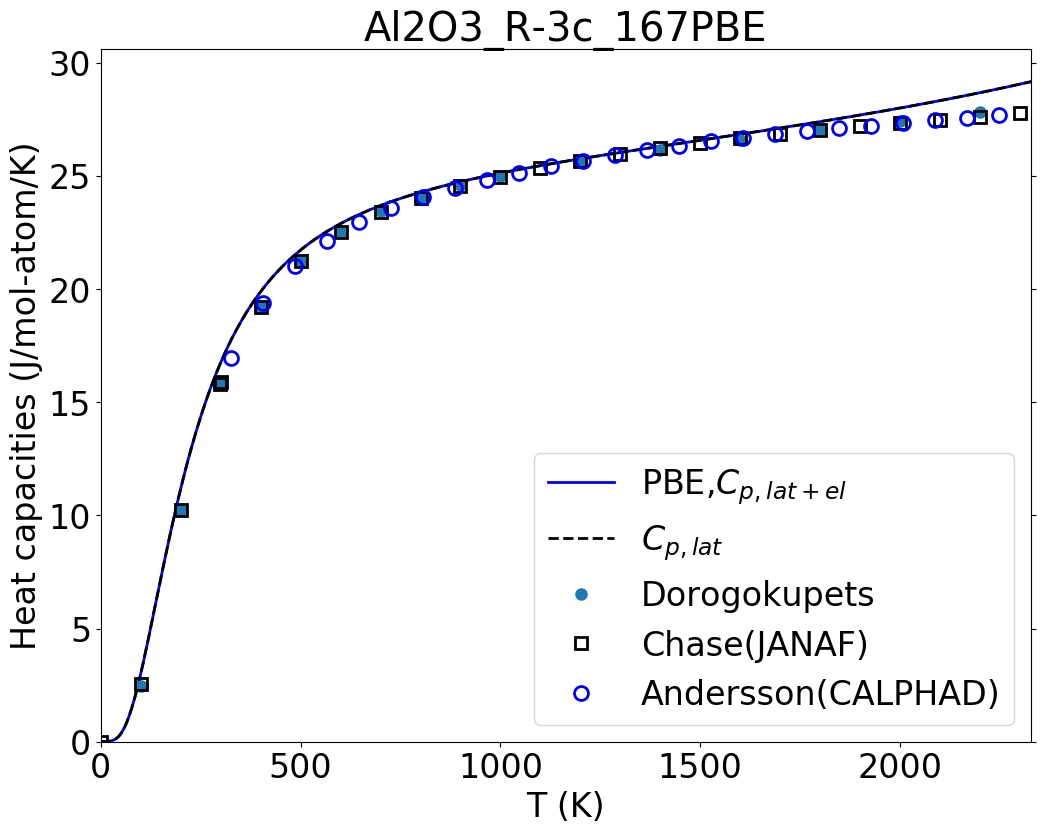 Al2O3_R-3c_167PBE
Heat capacities (J/mol-atom/K)
30
25
20
15
10
5
0
PBE,$C_{p,lat+el}$
$C_{p,lat}$
Dorogokupets
Chase(JANAF)
Andersson(CALPHAD)
0 500 1000 1500 2000
T (K)